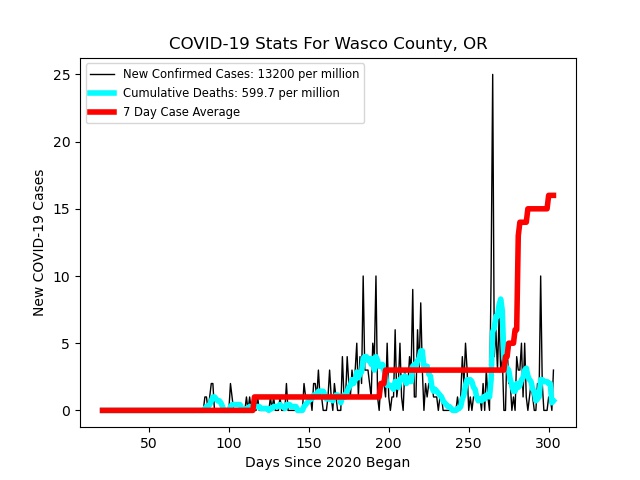 COVID-19 Stats For Wasco County, OR
New Confirmed Cases: 13200 per million
Cumulative Deaths: 599.7 per million
7 Day Case Average
New COVID-19 Cases
25
20
15
10
5
0
50 100 150 200 250 300
Days Since 2020 Began